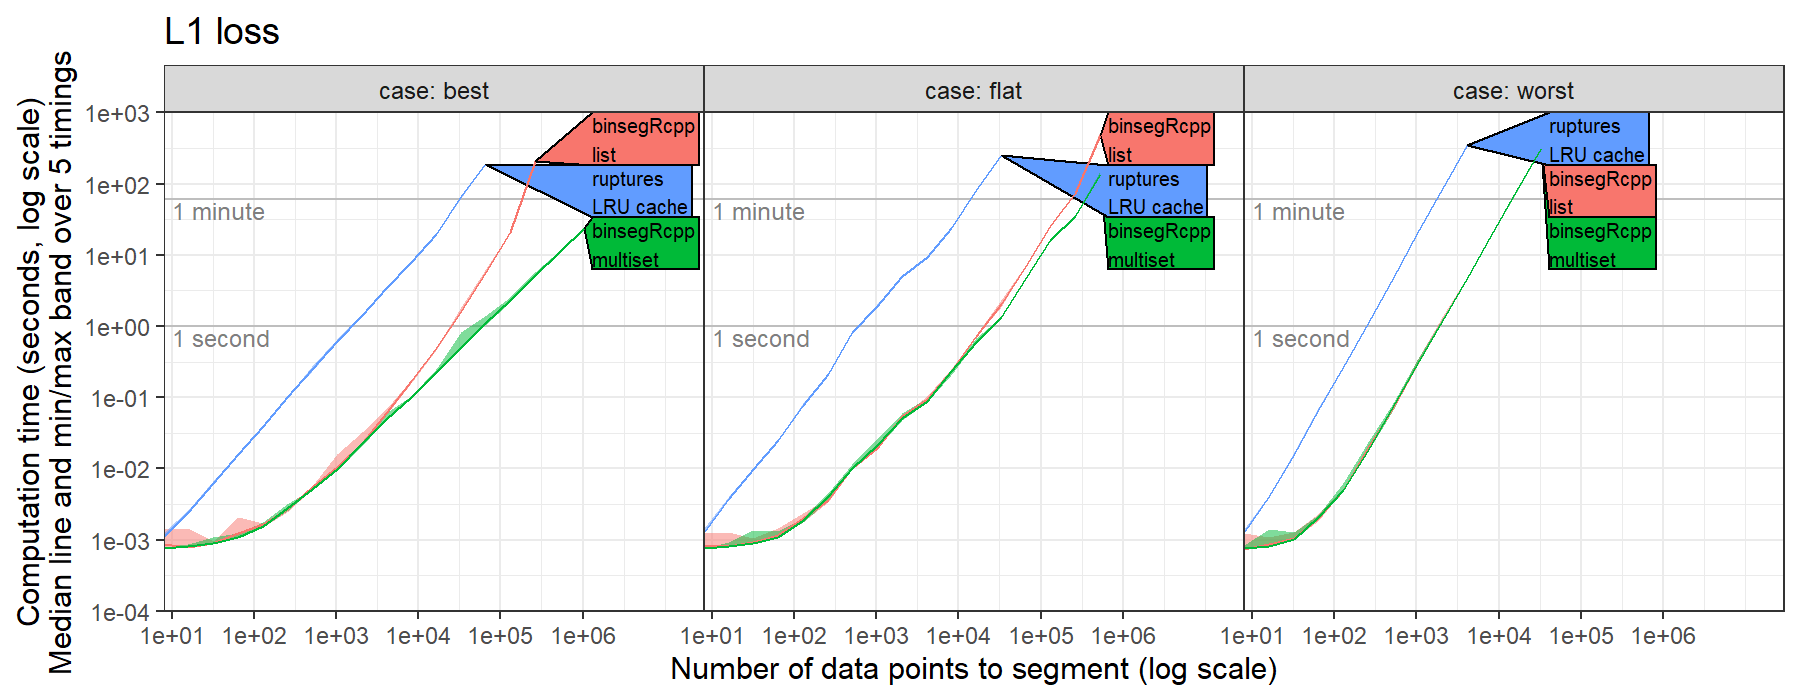 L1 loss
case: best
case: flat
case: worst
Computation time (seconds, log scale)
Median line and min/max band over 5 timings
1e+03
1e+02
1e+01
1e+00
1e-01
1e-02
1e-03
1e-04
binsegRcpp
list
ruptures
LRU cache
binsegRcpp
multiset
1 minute
1 second
binsegRcpp
list
ruptures
LRU cache
binsegRcpp
multiset
1 minute
1 second
ruptures
LRU cache
binsegRcpp
list
binsegRcpp
multiset
1 minute
1 second
1e+01 1e+02 1e+03 1e+04 1e+05 1e+06
1e+01 1e+02 1e+03 1e+04 1e+05 1e+06
1e+01 1e+02 1e+03 1e+04 1e+05 1e+06
Number of data points to segment (log scale)